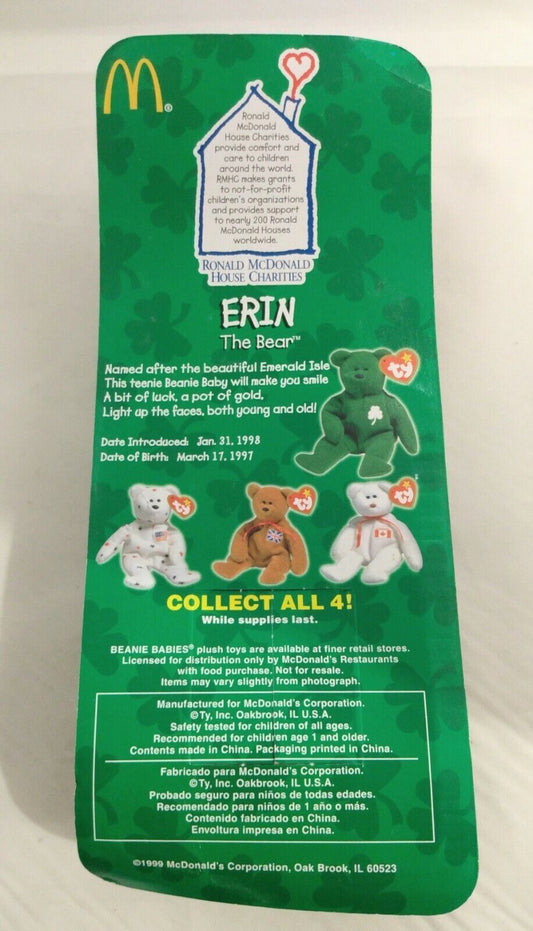 Ronald
McDonald
House Charities
provide comfort and
care to children
around the world.
RMHC makes grants
to not-for-profit
children's organizations
and provides support
to nearly 200 Ronald
McDonald Houses
worldwide.
RONALD MCDONALD
HOUSE CHARITIES
ERIN
The Bear™
Named after the beautiful Emerald Isle
This teenie Beanie Baby will make you smile
A bit of luck, a pot of gold,
Light up the faces, both young and old!
Date Introduced: Jan. 31, 1998
Date of Birth: March 17, 1997
ty
ty
ty
ty
COLLECT ALL 4!
While supplies last.
BEANIE BABIES® plush toys are available at finer retail stores.
Licensed for distribution only by McDonald's Restaurants
with food purchase. Not for resale.
Items may vary slightly from photograph.
Manufactured for McDonald's Corporation.
©Ty, Inc. Oakbrook, IL U.S.A.
Safety tested for children of all ages.
Recommended for children age 1 and older.
Contents made in China. Packaging printed in China.
Fabricado para McDonald's Corporation.
©Ty, Inc. Oakbrook, IL U.S.A.
Probado seguro para niños de todas edades.
Recomendado para niños de 1 año o más.
Contenido fabricado en China.
Envoltura impresa en China.
©1999 McDonald's Corporation, Oak Brook, IL 60523